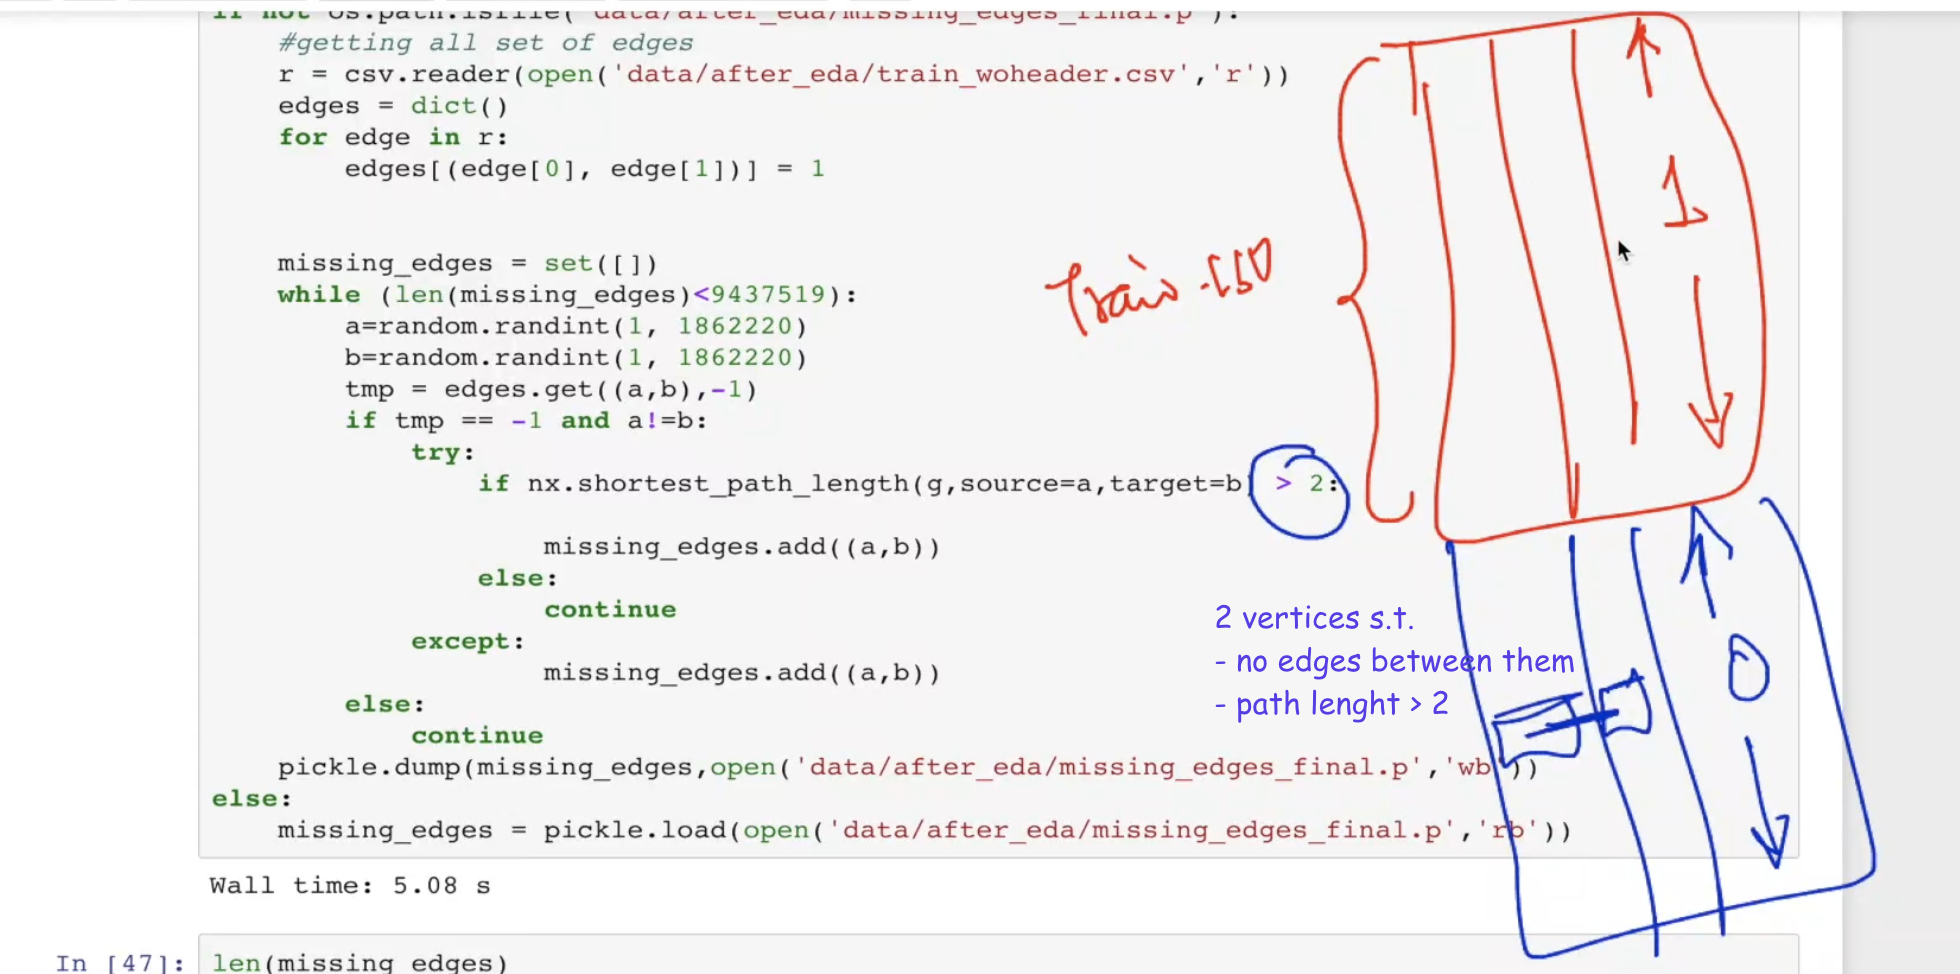 if not os.path.isfile('data/after_eda/missing_edges_final.p'):
#getting all set of edges
r = csv.reader(open('data/after_eda/train_woheader.csv','r'))
edges = dict()
for edge in r:
edges[(edge[0], edge[1])] = 1
missing_edges = set([])
while (len(missing_edges)<9437519):
a=random.randint(1, 1862220)
b=random.randint(1, 1862220)
tmp = edges.get((a,b),-1)
if tmp == -1 and a!=b:
try:
if nx.shortest_path_length(g,source=a,target=b) > 2:
missing_edges.add((a,b))
else:
continue
except:
missing_edges.add((a,b))
else:
continue
pickle.dump(missing_edges,open('data/after_eda/missing_edges_final.p','wb'))
else:
missing_edges = pickle.load(open('data/after_eda/missing_edges_final.p','rb'))
Wall time: 5.08 s
In [47]: len(missing_edges)
Train
1
2 vertices s.t.
- no edges between them
- path lenght > 2
0